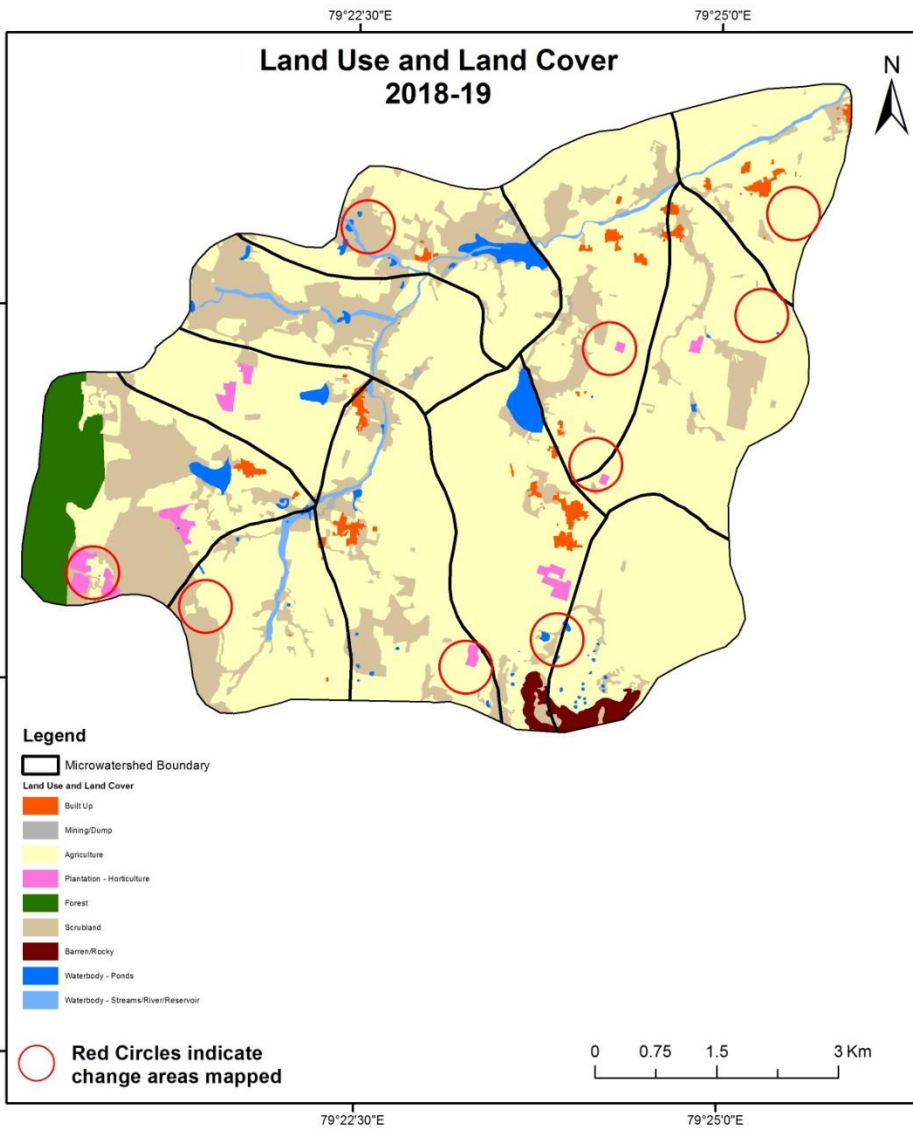 79°22'30"E
79°25'0"E
Land Use and Land Cover
2018-19
N
Legend
Microwatershed Boundary
Land Use and Land Cover
Built Up
Mining/Dump
Agriculture
Plantation - Horticulture
Forest
Scrubland
Barren/Rocky
Waterbody - Ponds
Waterbody - Streams/River/Reservoir
Red Circles indicate
change areas mapped
0 0.75 1.5 3 Km
79°22'30"E
79°25'0"E